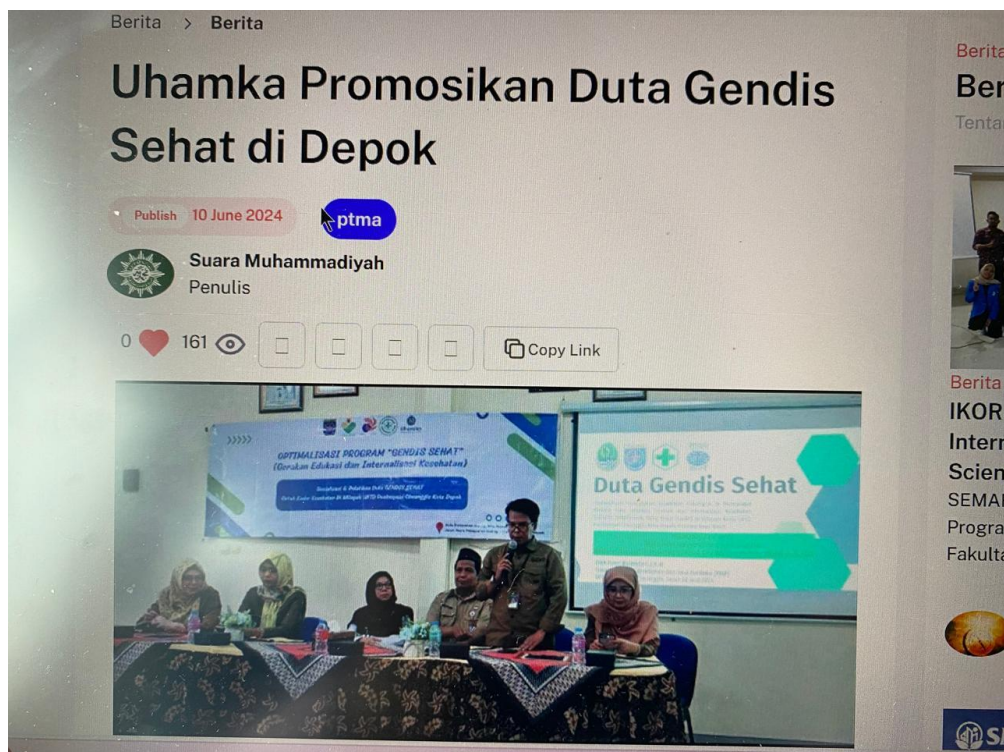 Berita > Berita
Uhamka Promosikan Duta Gendis
Sehat di Depok
Publish 10 June 2024
ptma
Suara Muhammadiyah
Penulis
0 161
Copy Link
OPTIMALISASI PROGRAM "GENDIS SEHAT"
(Gerakan Edukasi dan Internalisasi Kesehatan)
Duta Gendis Sehat
Berita
Ber
Tenta
Berita
IKOR
Interr
Scien
SEMAI
Progra
Fakulta